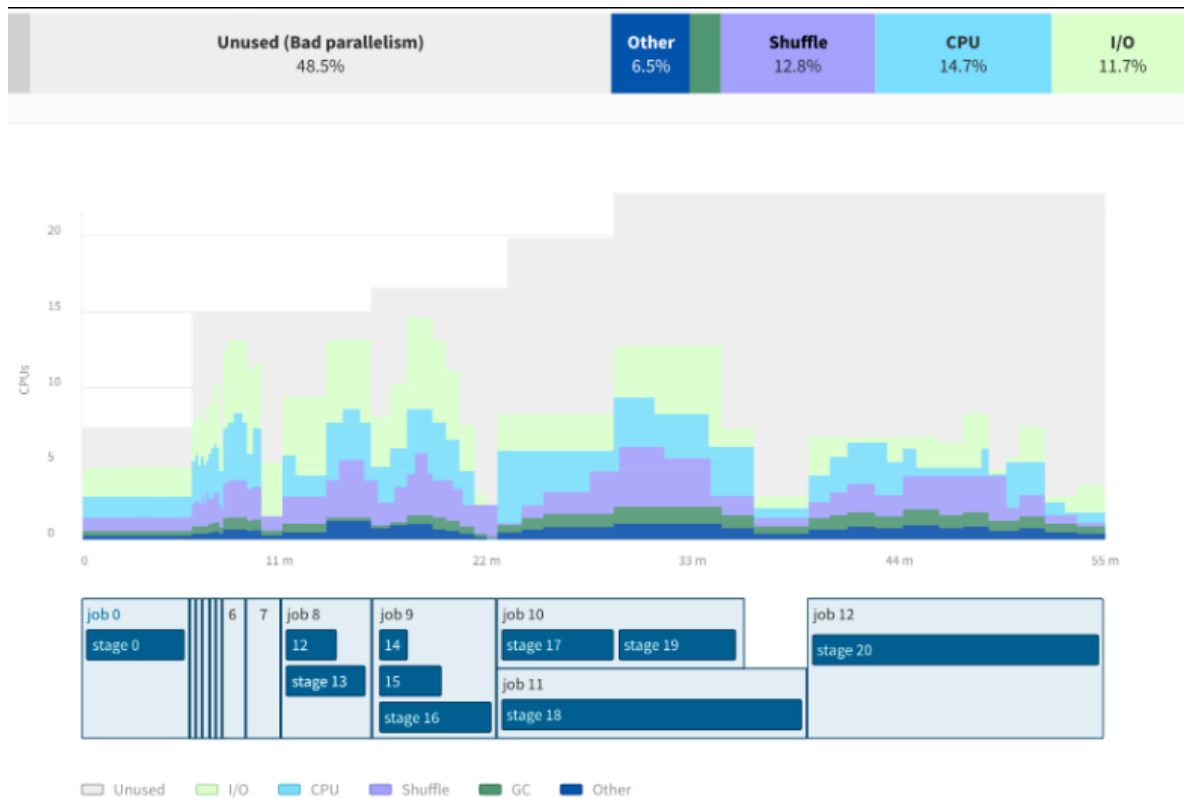 Unused (Bad parallelism)
48.5%
Other
6.5%
Shuffle
12.8%
CPU
14.7%
I/O
11.7%
CPUs
20
15
10
5
0
0
11 m
22 m
33 m
44 m
55 m
job 0
stage 0
6
7
job 8
12
stage 13
job 9
14
15
stage 16
job 10
stage 17
stage 19
job 11
stage 18
job 12
stage 20
Unused
I/O
CPU
Shuffle
GC
Other